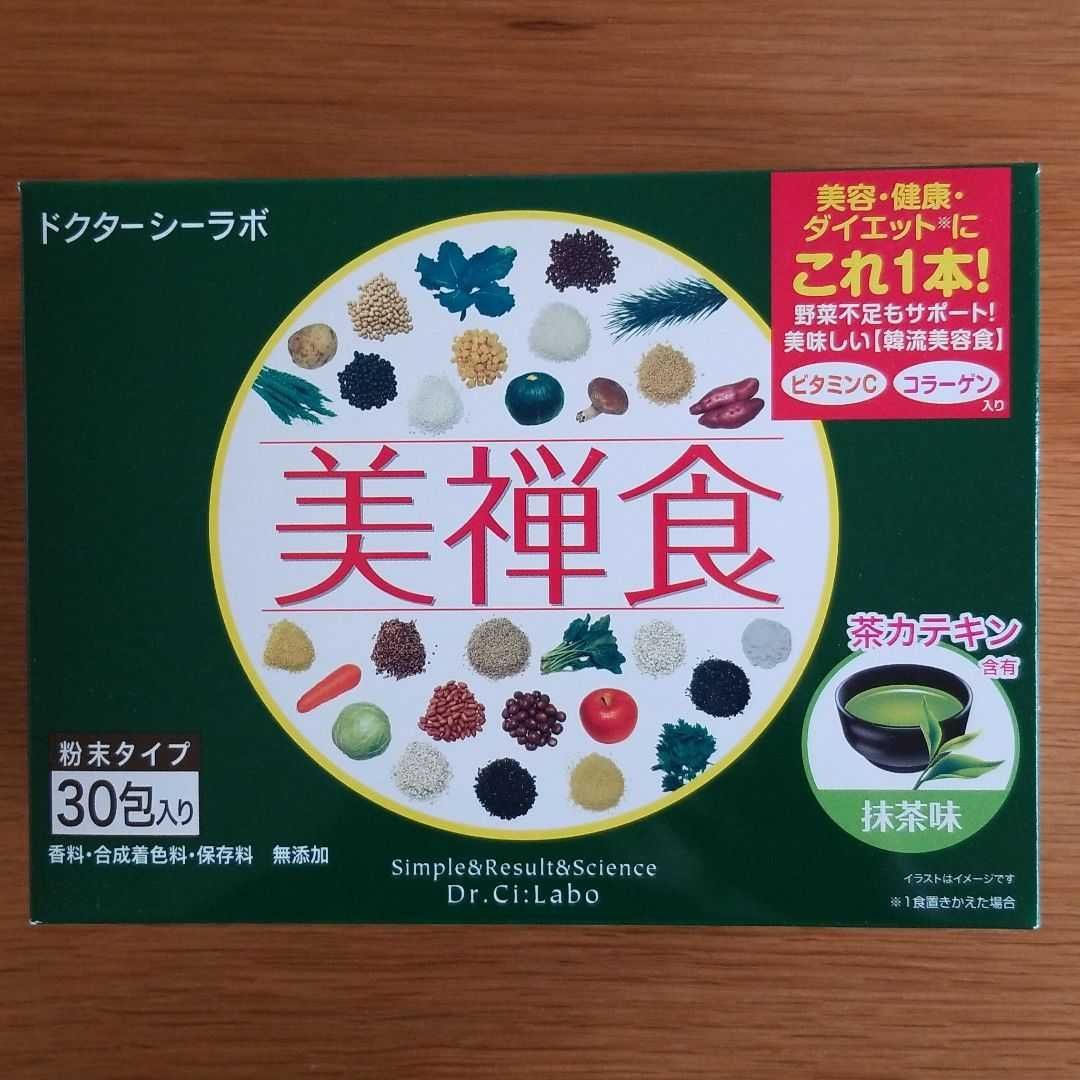 ドクターシーラボ
美容・健康・
ダイエット※に
これ1本!
野菜不足もサポート!
美味しい【韓流美容食】
ビタミンC コラーゲン
入り
美禅食
茶カテキン
含有
抹茶味
粉末タイプ
30包入り
香料・合成着色料・保存料 無添加
Simple&Result&Science
Dr.Ci:Labo
イラストはイメージです
※1食置きかえた場合